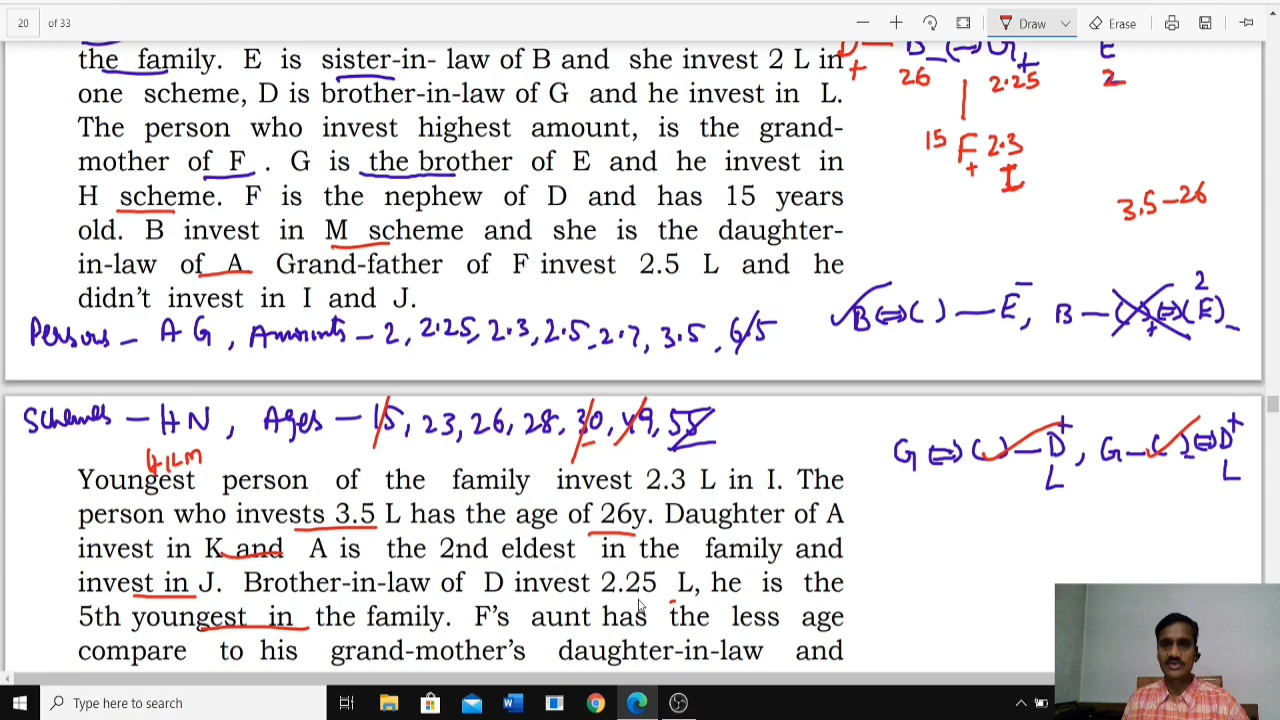 20 of 33
Draw
Erase
the family. E is sister-in- law of B and she invest 2 L in
one scheme, D is brother-in-law of G and he invest in L.
The person who invest highest amount, is the grand-
mother of F . G is the brother of E and he invest in
H scheme. F is the nephew of D and has 15 years
old. B invest in M scheme and she is the daughter-
in-law of A Grand-father of F invest 2.5 L and he
didn't invest in I and J.
D — B (⇔) G E
+ 26 + 2.25 2
15 F 2.3
+ I
3.5-26
Persons - A G, Amounts - 2, 2.25, 2.3, 2.5, 2.7, 3.5, 6.5
B ⇔ ( ) — E, B — ( ) ⇔ (E)
- + 2 -
Schemes - H N, Ages - 15, 23, 26, 28, 30, 49, 55
HILM
G ⇔ ( ) — D+, G — ( ) ⇔ D+
L L
Youngest person of the family invest 2.3 L in I. The
person who invests 3.5 L has the age of 26y. Daughter of A
invest in K and A is the 2nd eldest in the family and
invest in J. Brother-in-law of D invest 2.25 L, he is the
5th youngest in the family. F's aunt has the less age
compare to his grand-mother's daughter-in-law and
Type here to search